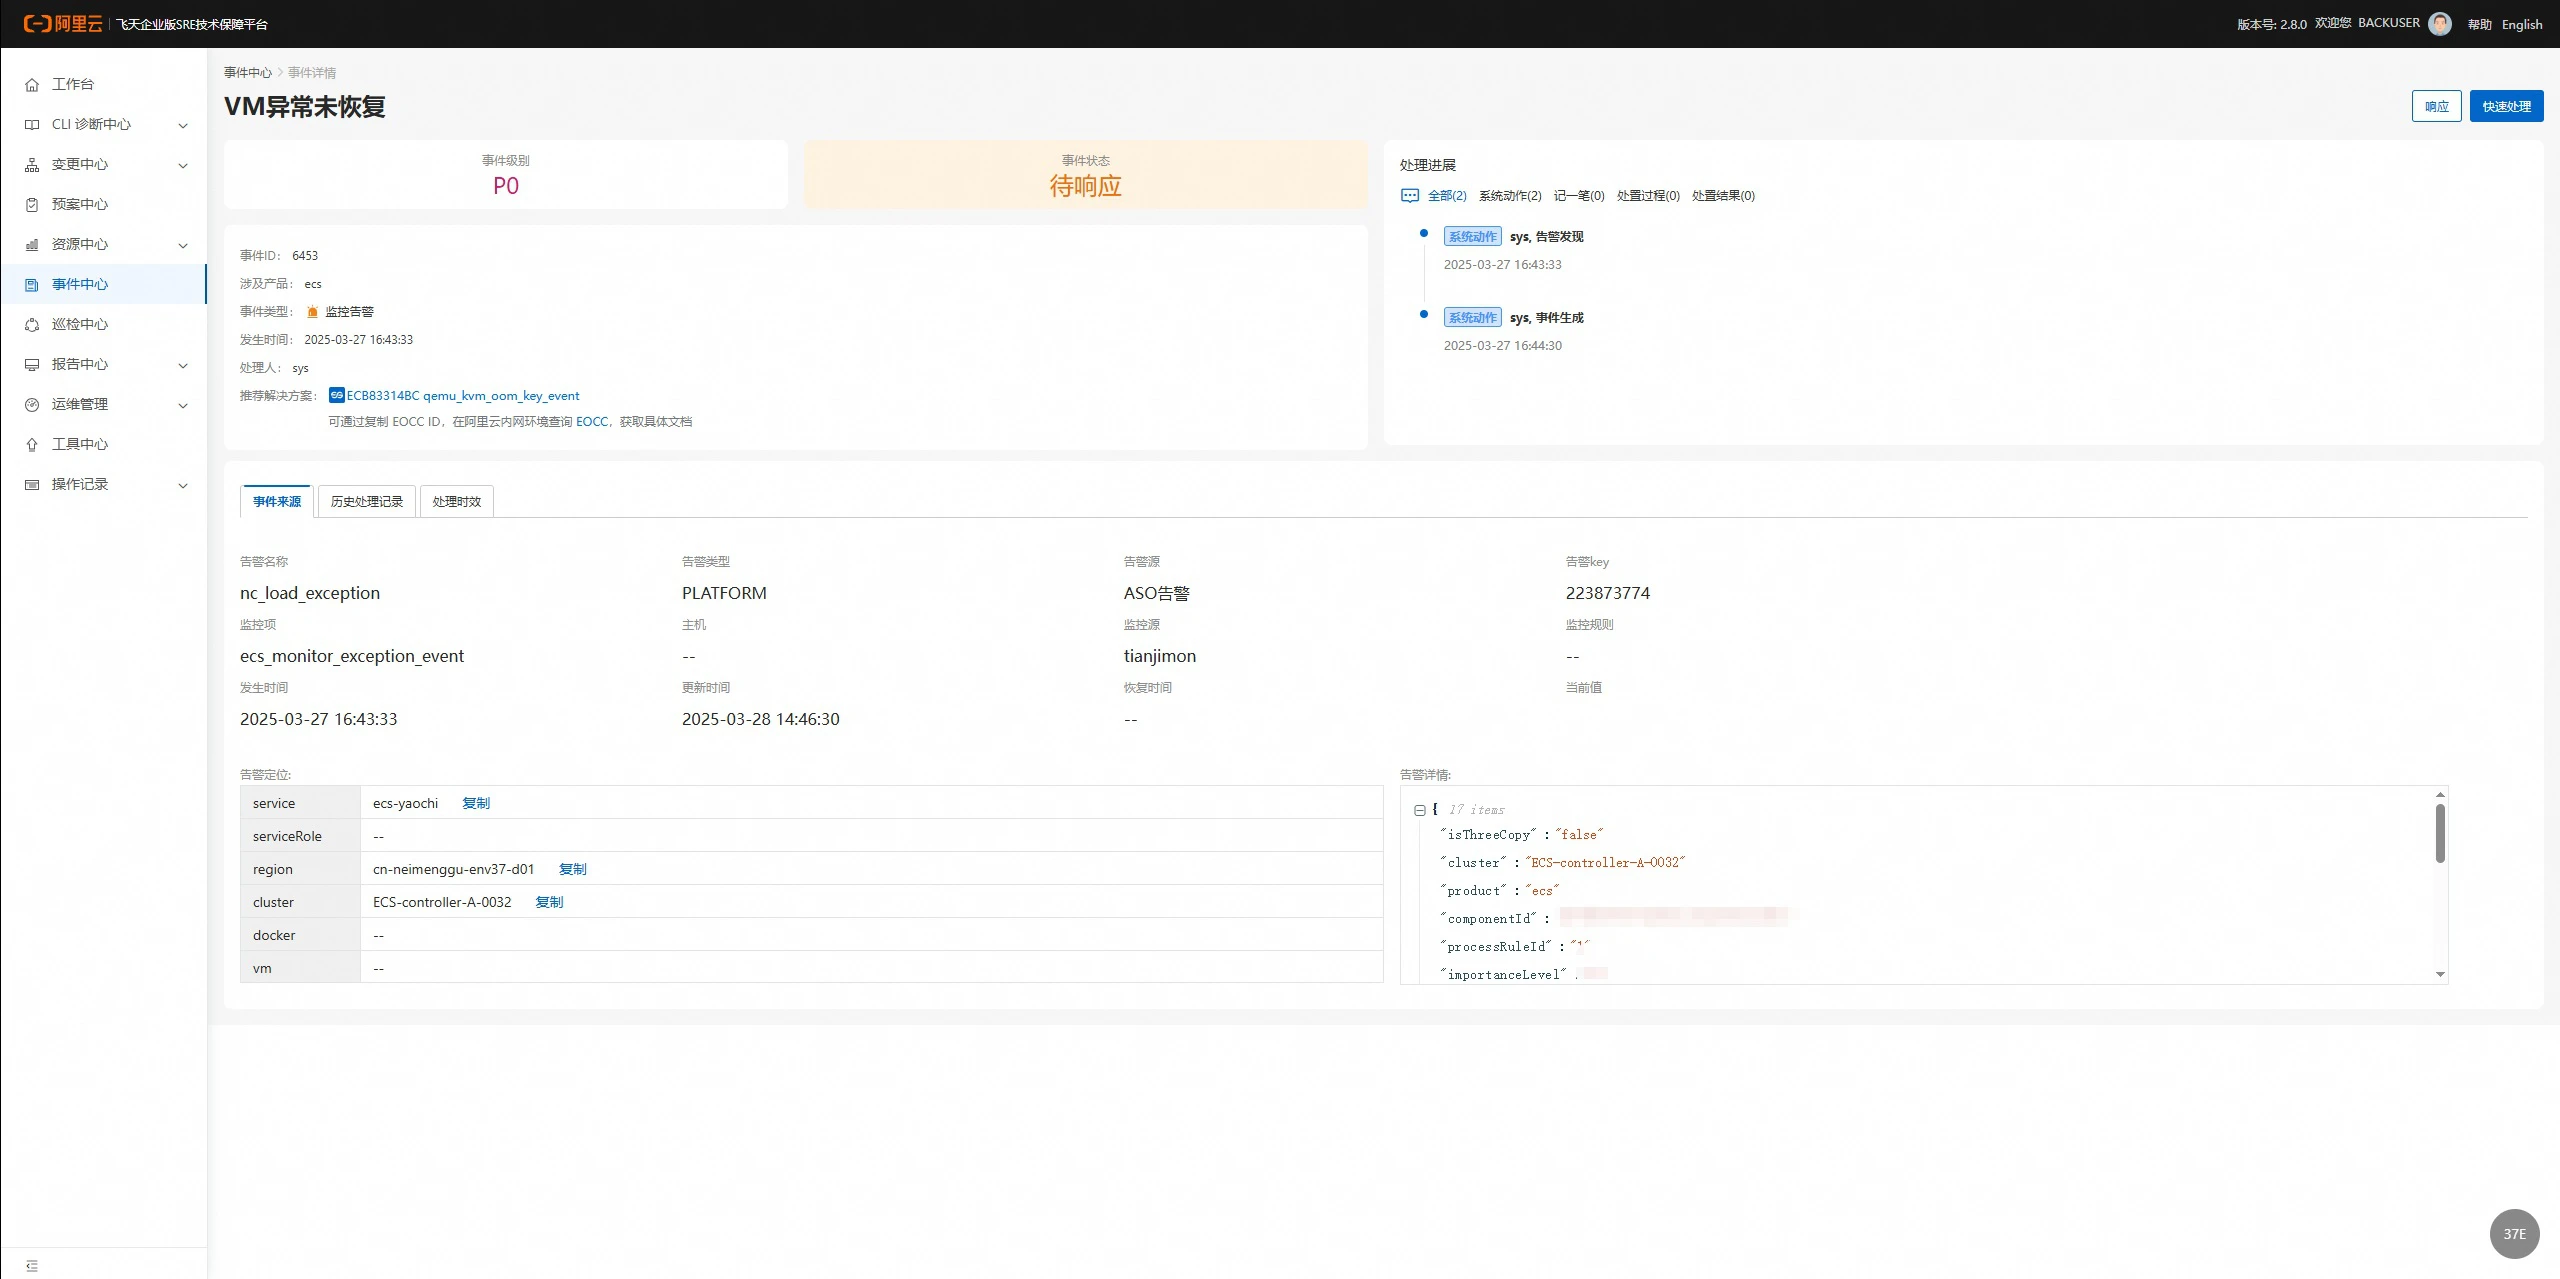 阿里云 飞天企业版SRE技术保障平台
版本号: 2.8.0 欢迎您 BACKUSER 帮助 English
工作台
CLI 诊断中心
变更中心
预案中心
资源中心
事件中心
巡检中心
报告中心
运维管理
工具中心
操作记录
事件中心 > 事件详情
VM异常未恢复
响应 快速处理
事件级别
P0
事件状态
待响应
事件ID: 6453
涉及产品: ecs
事件类型: 监控告警
发生时间: 2025-03-27 16:43:33
处理人: sys
推荐解决方案: ECB83314BC qemu_kvm_oom_key_event
可通过复制 EOCC ID，在阿里云内网环境查询 EOCC，获取具体文档
处理进展
全部(2) 系统动作(2) 记一笔(0) 处置过程(0) 处置结果(0)
系统动作 sys, 告警发现
2025-03-27 16:43:33
系统动作 sys, 事件生成
2025-03-27 16:44:30
事件来源 历史处理记录 处理时效
告警名称 告警类型 告警源 告警key
nc_load_exception PLATFORM ASO告警 223873774
监控项 主机 监控源 监控规则
ecs_monitor_exception_event -- tianjimon --
发生时间 更新时间 恢复时间 当前值
2025-03-27 16:43:33 2025-03-28 14:46:30 --
告警定位:
service ecs-yaochi 复制
serviceRole --
region cn-neimenggu-env37-d01 复制
cluster ECS-controller-A-0032 复制
docker --
vm --
告警详情:
{ 17 items
"isThreeCopy" : "false"
"cluster" : "ECS-controller-A-0032"
"product" : "ecs"
"componentId" :
"processRuleId" : "1"
"importanceLevel"
37E